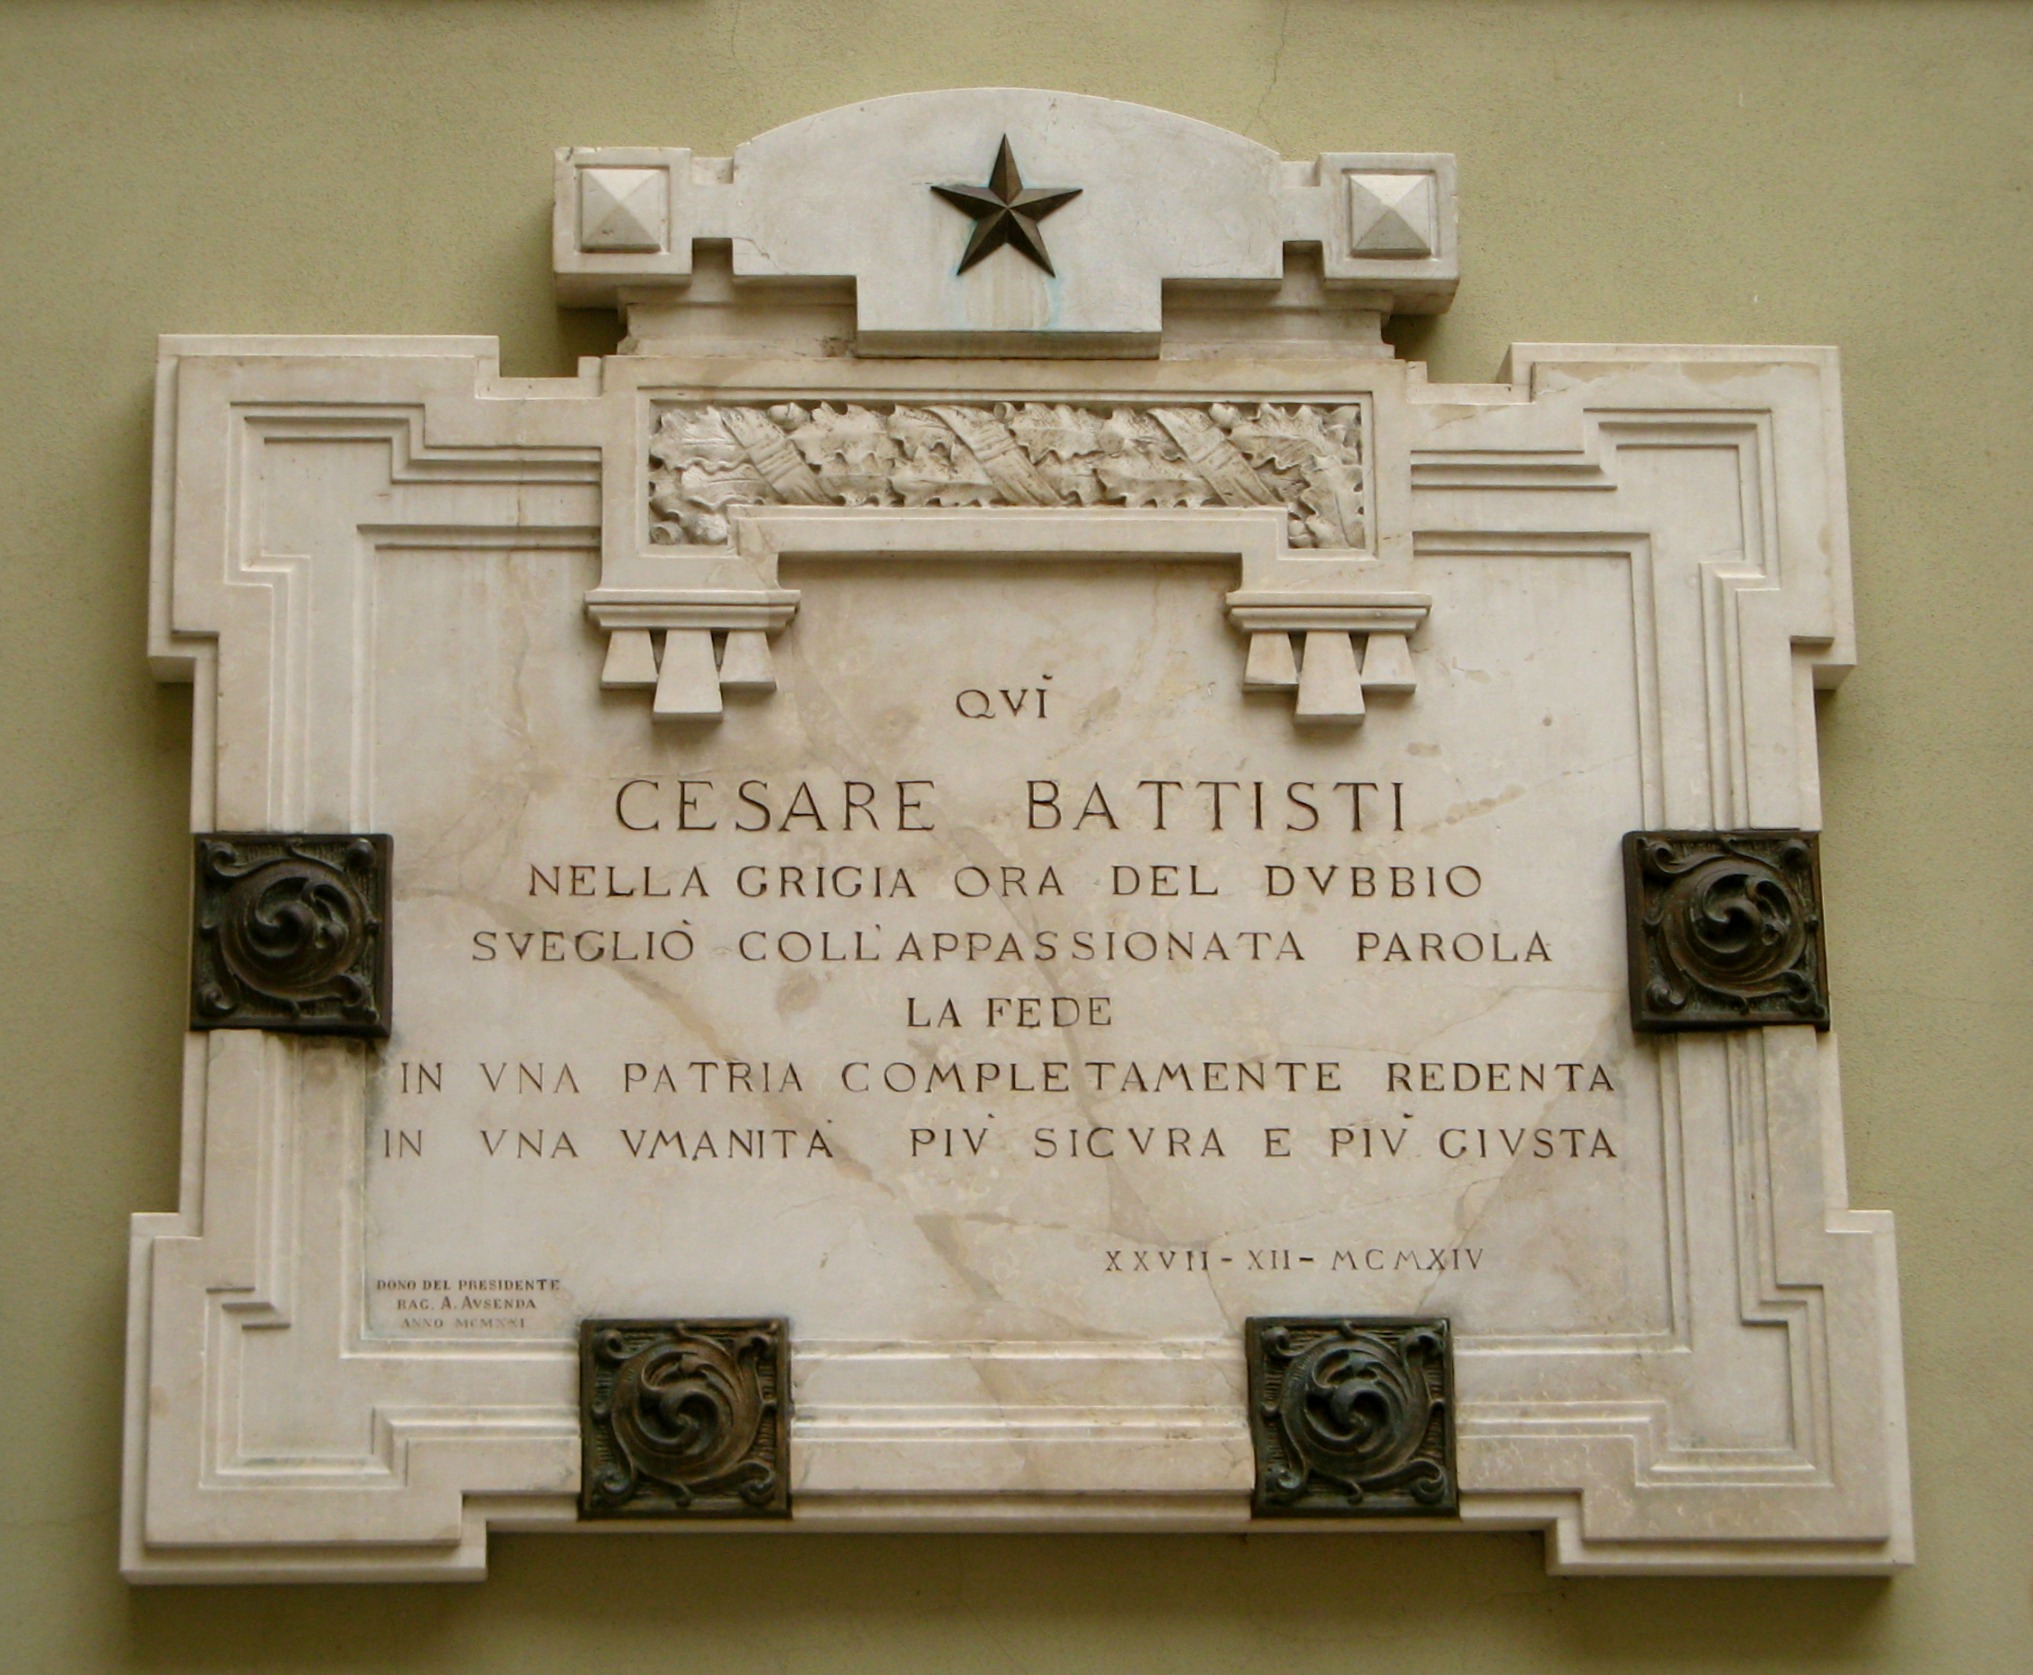 QVÌ
CESARE BATTISTI
NELLA GRIGIA ORA DEL DVBBIO
SVEGLIÒ COLL'APPASSIONATA PAROLA
LA FEDE
IN VNA PATRIA COMPLETAMENTE REDENTA
IN VNA VMANITÀ PIÙ SICVRA E PIÙ GIVSTA
XXVII-XII-MCMXIV
DONO DEL PRESIDENTE
RAG. A. AVSENDA
ANNO MCMXXI